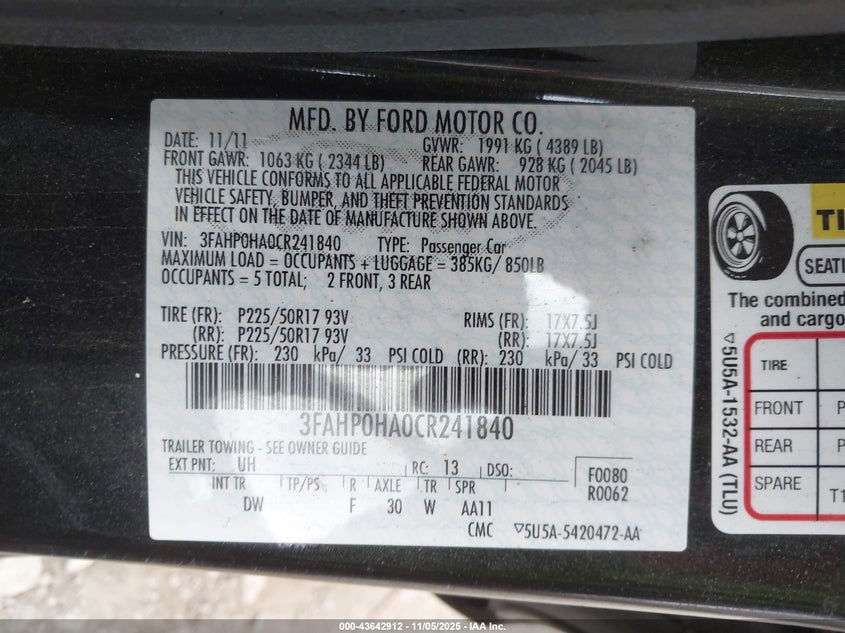 MFD. BY FORD MOTOR CO.
DATE: 11/11 GVWR: 1991 KG ( 4389 LB)
FRONT GAWR: 1063 KG ( 2344 LB) REAR GAWR: 928 KG ( 2045 LB)
THIS VEHICLE CONFORMS TO ALL APPLICABLE FEDERAL MOTOR
VEHICLE SAFETY, BUMPER, AND THEFT PREVENTION STANDARDS
IN EFFECT ON THE DATE OF MANUFACTURE SHOWN ABOVE.
VIN: 3FAHP0HA0CR241840 TYPE: Passenger Car
MAXIMUM LOAD = OCCUPANTS + LUGGAGE = 385KG/ 850LB
OCCUPANTS = 5 TOTAL; 2 FRONT, 3 REAR
TIRE (FR): P225/50R17 93V RIMS (FR): 17X7.5J
(RR): P225/50R17 93V (RR): 17X7.5J
PRESSURE (FR): 230 kPa/ 33 PSI COLD (RR): 230 kPa/ 33 PSI COLD
3FAHP0HA0CR241840
TRAILER TOWING - SEE OWNER GUIDE
EXT PNT: UH RC: 13 DSO: F0080
R0062
INT TR TP/PS R AXLE TR SPR
DW F 30 W AA11
CMC ▽5U5A-5420472-AA
TI
SEATI
The combined
and cargo
▽5U5A-1532-AA (TLU)
TIRE
FRONT P
REAR P
SPARE T1
000-43642912 - 11/05/2025 - IAA Inc.